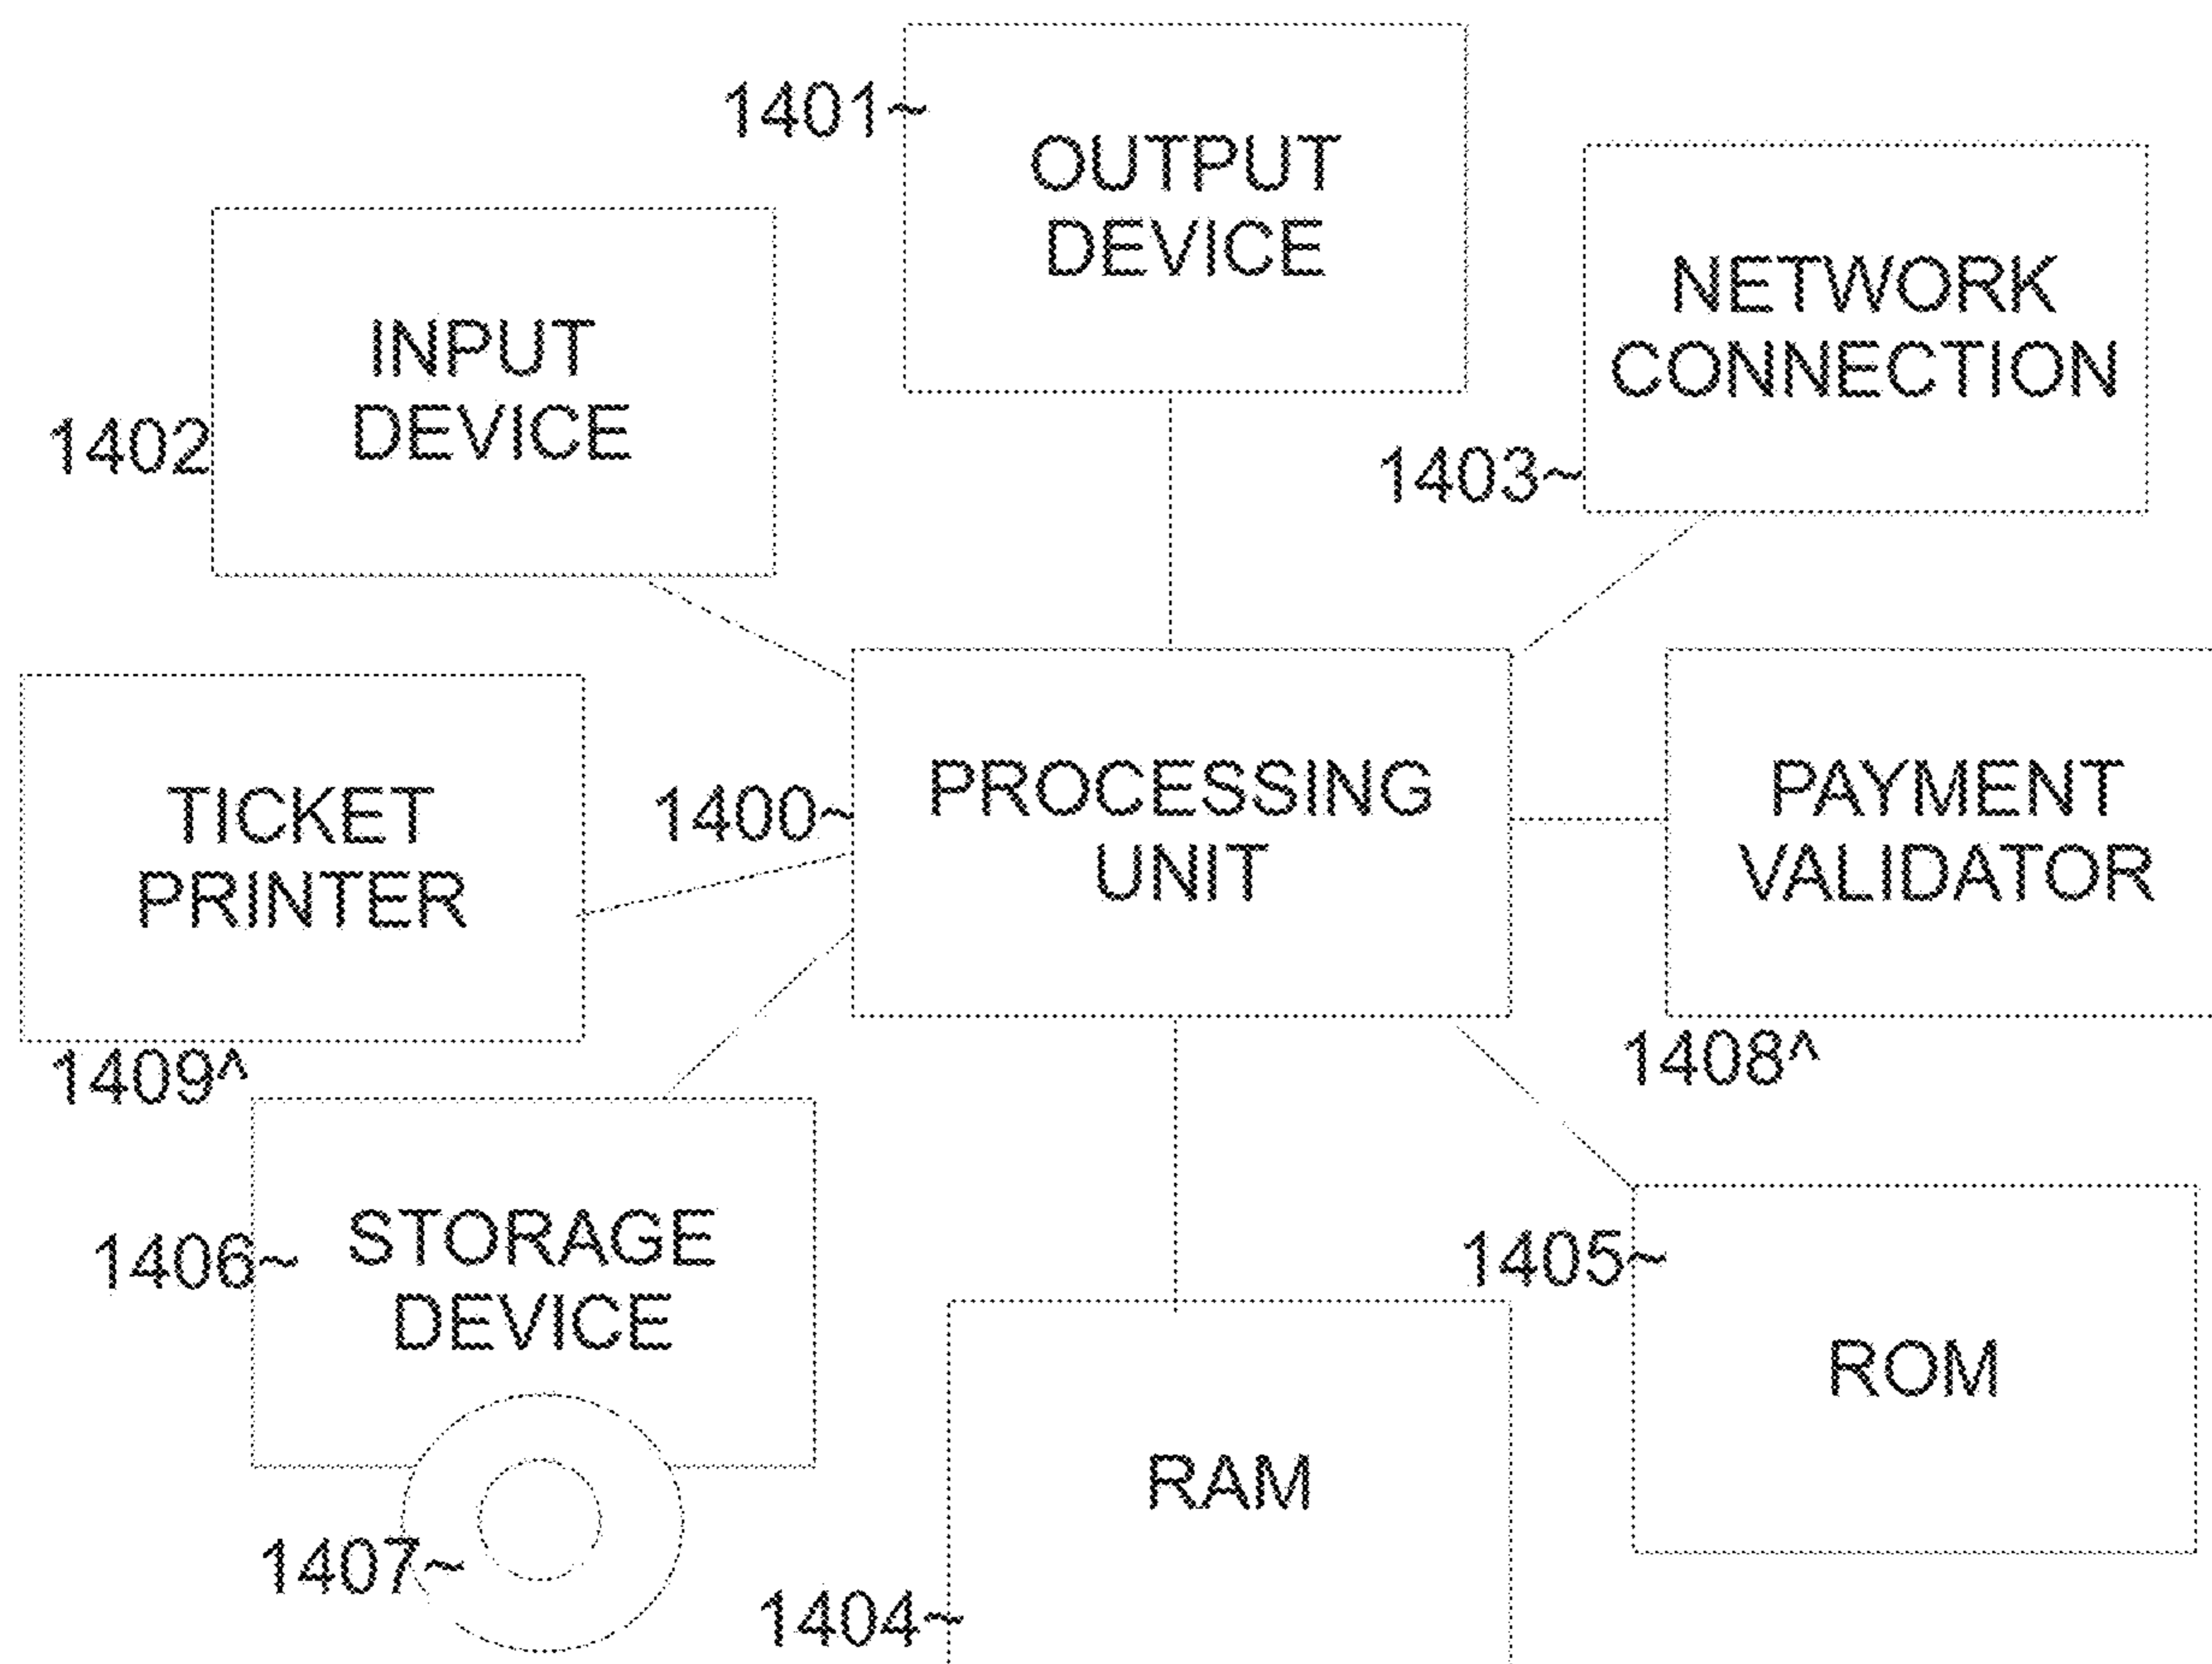 1401~
OUTPUT
DEVICE
INPUT
DEVICE
1402
NETWORK
CONNECTION
1403~
TICKET
PRINTER
1409^
1400~
PROCESSING
UNIT
PAYMENT
VALIDATOR
1408^
1406~
STORAGE
DEVICE
1407~
RAM
1404~
1405~
ROM